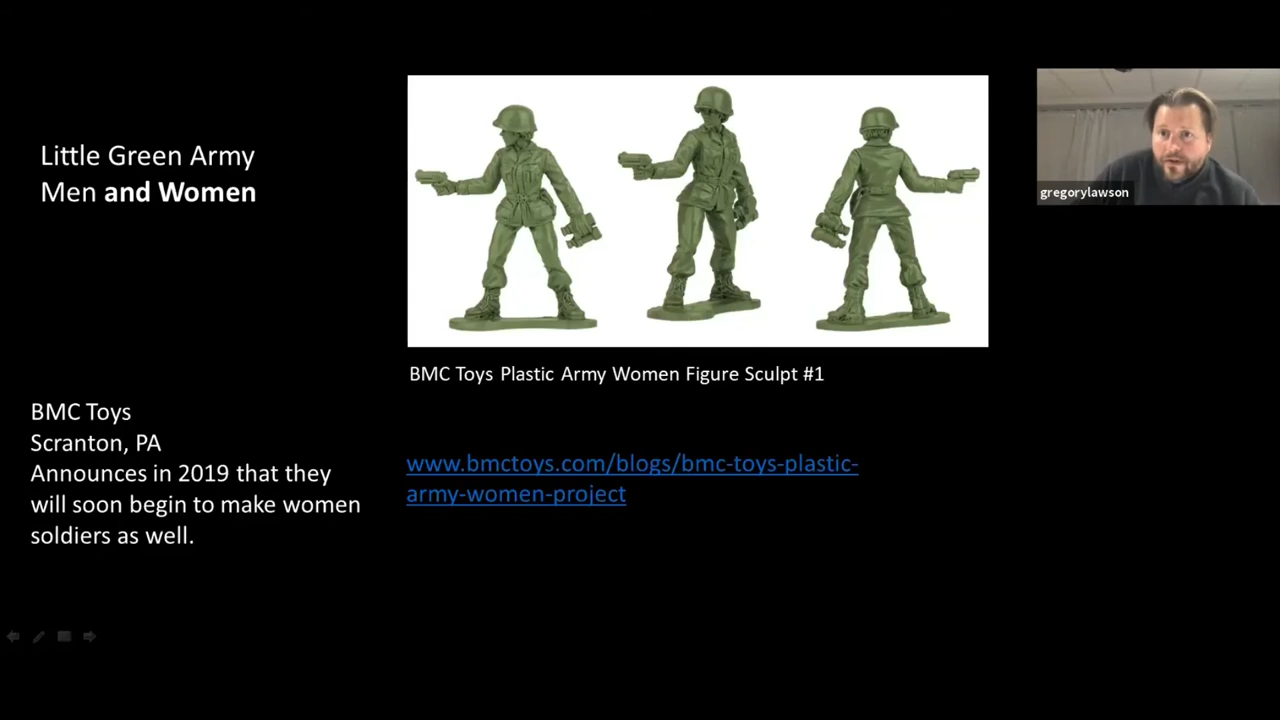 Little Green Army
Men and Women
gregorylawson
BMC Toys Plastic Army Women Figure Sculpt #1
BMC Toys
Scranton, PA
Announces in 2019 that they
will soon begin to make women
soldiers as well.
www.bmctoys.com/blogs/bmc-toys-plastic-
army-women-project